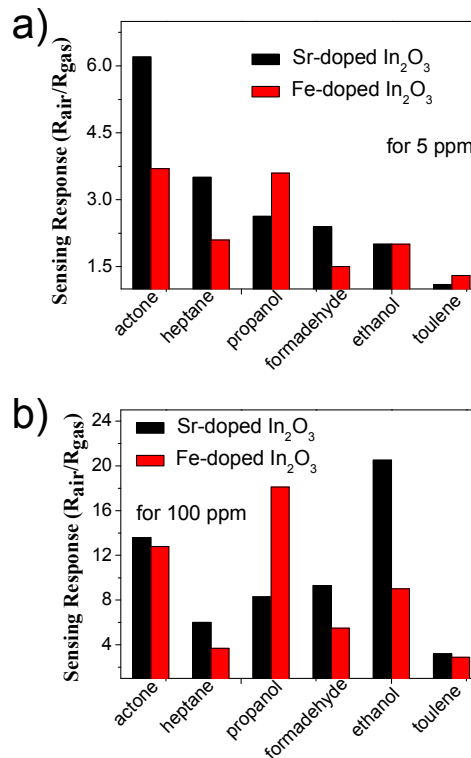 a)
Sensing Response (Rair/Rgas)
6.0
4.5
3.0
1.5
Sr-doped In2O3
Fe-doped In2O3
for 5 ppm
actone
heptane
propanol
formadehyde
ethanol
toulene
b)
Sensing Response (Rair/Rgas)
24
20
16
12
8
4
Sr-doped In2O3
Fe-doped In2O3
for 100 ppm
actone
heptane
propanol
formadehyde
ethanol
toulene